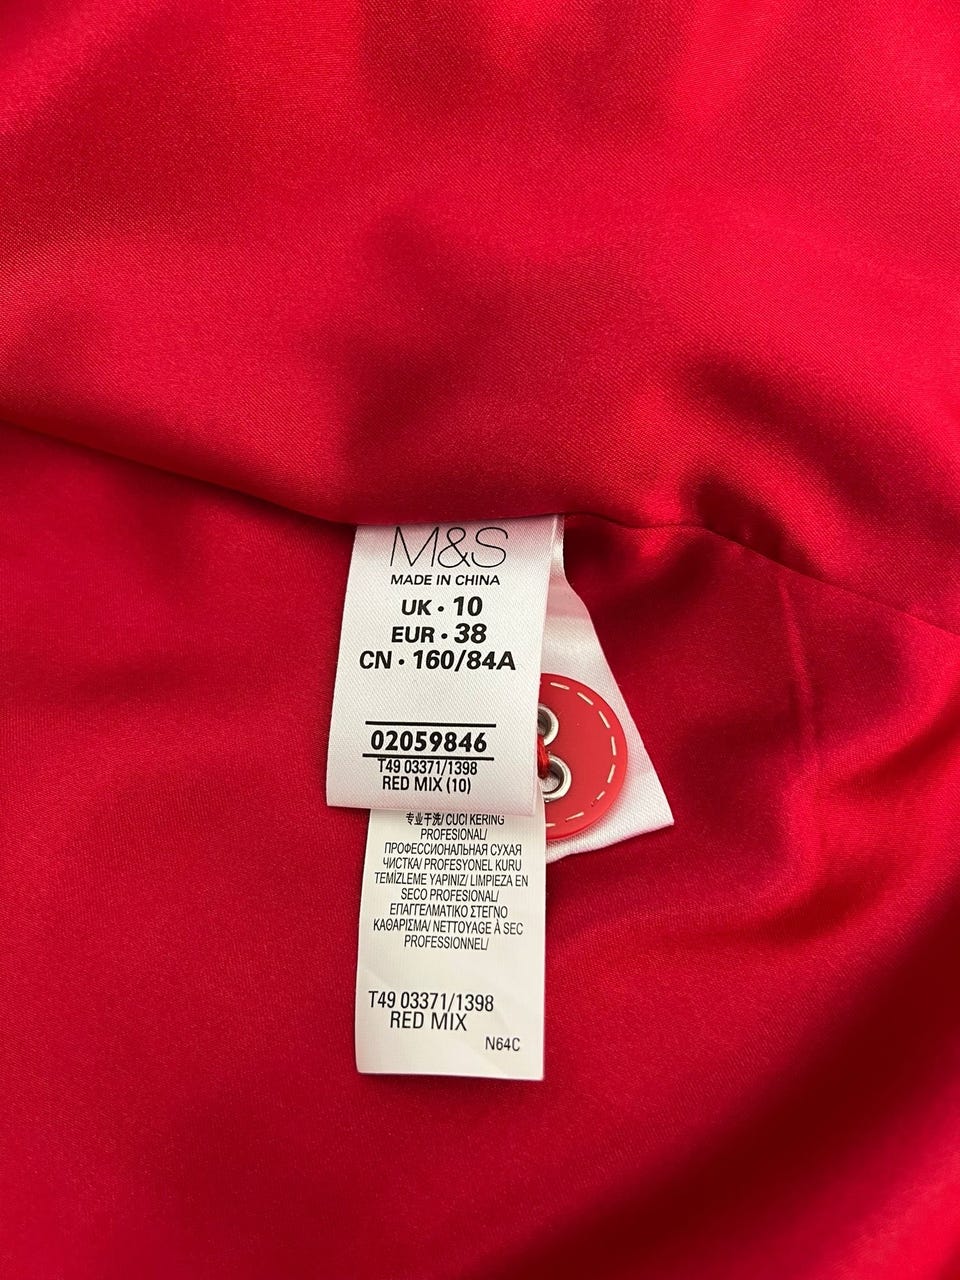 M&S
MADE IN CHINA
UK • 10
EUR • 38
CN • 160/84A
02059846
T49 03371/1398
RED MIX (10)
专业干洗/ CUCI KERING
PROFESIONAL/
ПРОФЕССИОНАЛЬНАЯ СУХАЯ
ЧИСТКА/ PROFESYONEL KURU
TEMİZLEME YAPINIZ/ LIMPIEZA EN
SECO PROFESIONAL/
ΕΠΑΓΓΕΛΜΑΤΙΚΟ ΣΤΕΓΝΟ
ΚΑΘΑΡΙΣΜΑ/ NETTOYAGE À SEC
PROFESSIONNEL/
T49 03371/1398
RED MIX
N64C